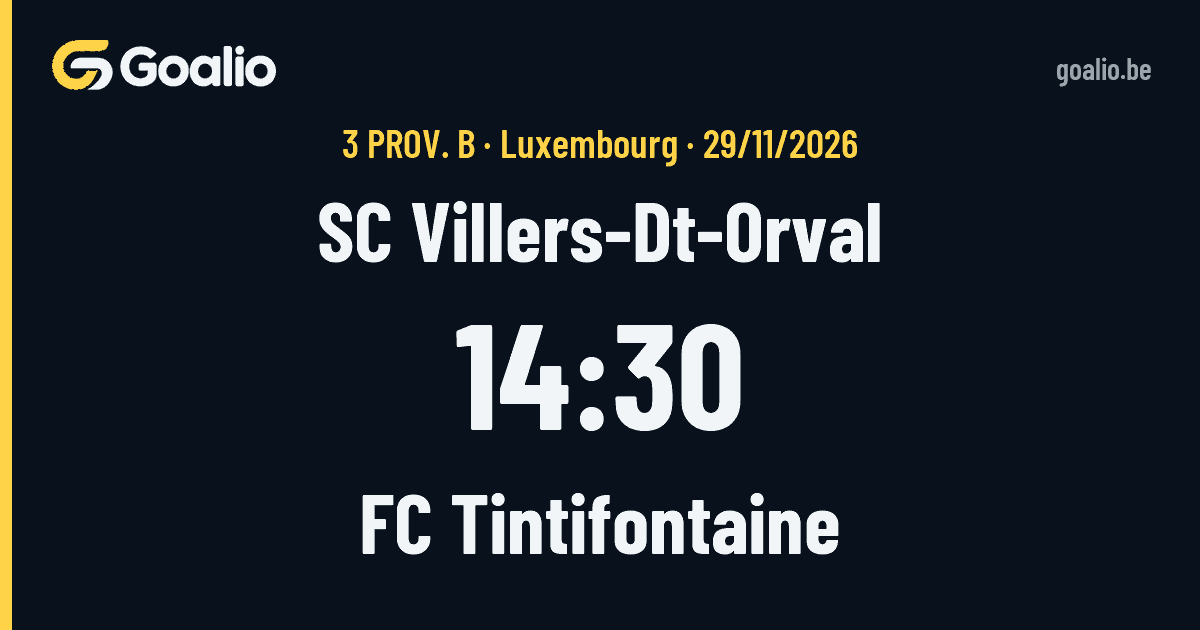 Goalio
goalio.be
3 PROV. B · Luxembourg · 29/11/2026
SC Villers-Dt-Orval
14:30
FC Tintifontaine